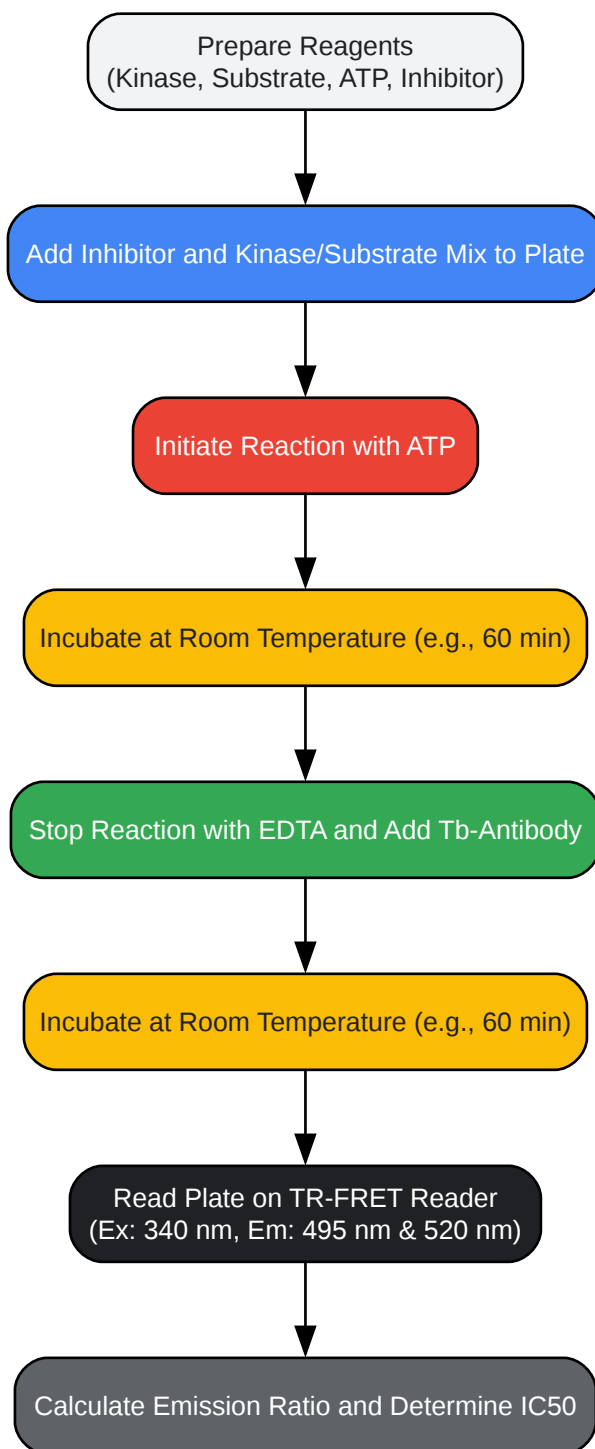 Prepare Reagents
(Kinase, Substrate, ATP, Inhibitor)
Add Inhibitor and Kinase/Substrate Mix to Plate
Initiate Reaction with ATP
Incubate at Room Temperature (e.g., 60 min)
Stop Reaction with EDTA and Add Tb-Antibody
Incubate at Room Temperature (e.g., 60 min)
Read Plate on TR-FRET Reader
(Ex: 340 nm, Em: 495 nm & 520 nm)
Calculate Emission Ratio and Determine IC50